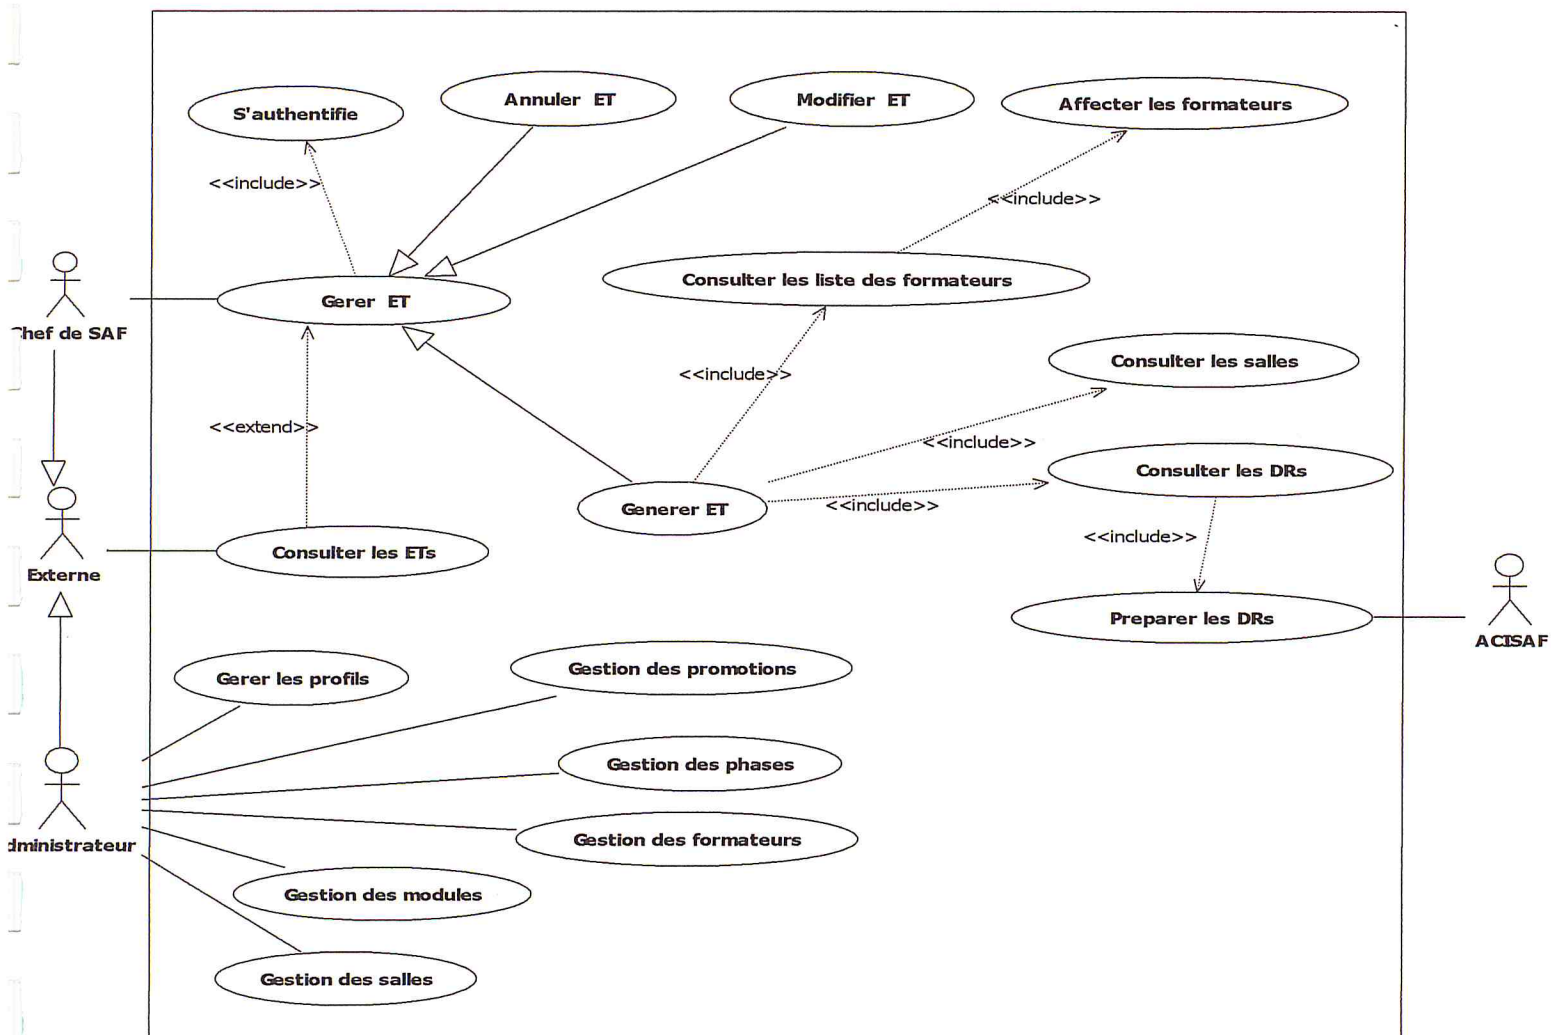 Annuler ET
Modifier ET
Affecter les formateurs
S'authentifie
<<include>>
<<include>>
Consulter les liste des formateurs
Gerer ET
hef de SAF
Consulter les salles
<<include>>
<<extend>>
<<include>>
Consulter les DRs
Generer ET
<<include>>
<<include>>
Consulter les ETs
Externe
Preparer les DRs
ACISAF
Gestion des promotions
Gerer les profils
Gestion des phases
Gestion des formateurs
dministrateur
Gestion des modules
Gestion des salles